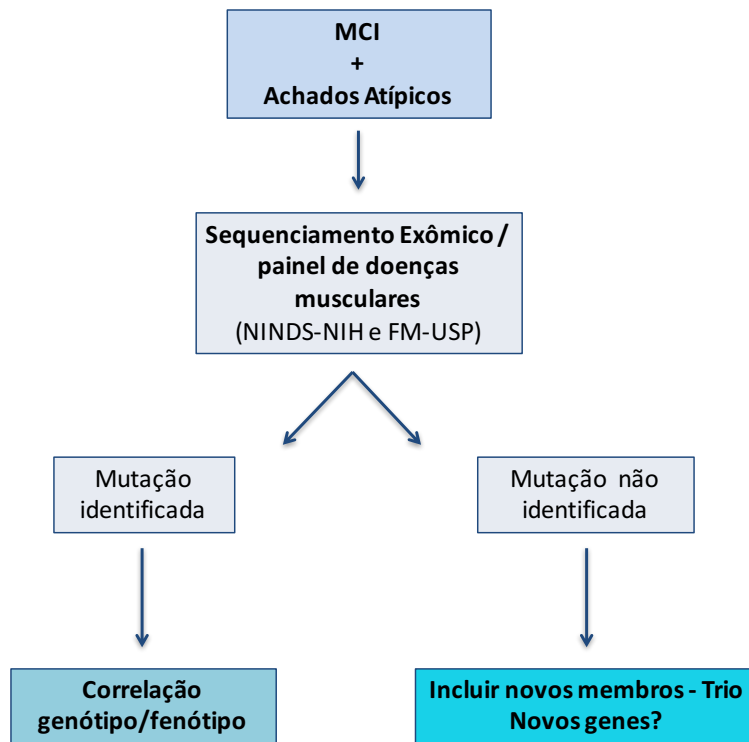 MCI
+
Achados Atípicos
Sequenciamento Exômico /
painel de doenças
musculares
(NINDS-NIH e FM-USP)
Mutação
identificada
Mutação não
identificada
Correlação
genótipo/fenótipo
Incluir novos membros - Trio
Novos genes?